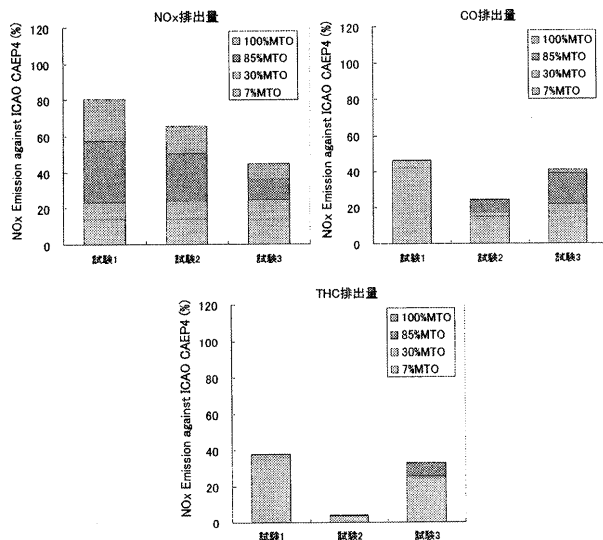 NOx排出量
NOx Emission against ICAO CAEP4 (%)
120
100
80
60
40
20
0
100%MTO
85%MTO
30%MTO
7%MTO
試験1
試験2
試験3
CO排出量
NOx Emission against ICAO CAEP4 (%)
120
100
80
60
40
20
0
100%MTO
85%MTO
30%MTO
7%MTO
試験1
試験2
試験3
THC排出量
NOx Emission against ICAO CAEP4 (%)
120
100
80
60
40
20
0
100%MTO
85%MTO
30%MTO
7%MTO
試験1
試験2
試験3